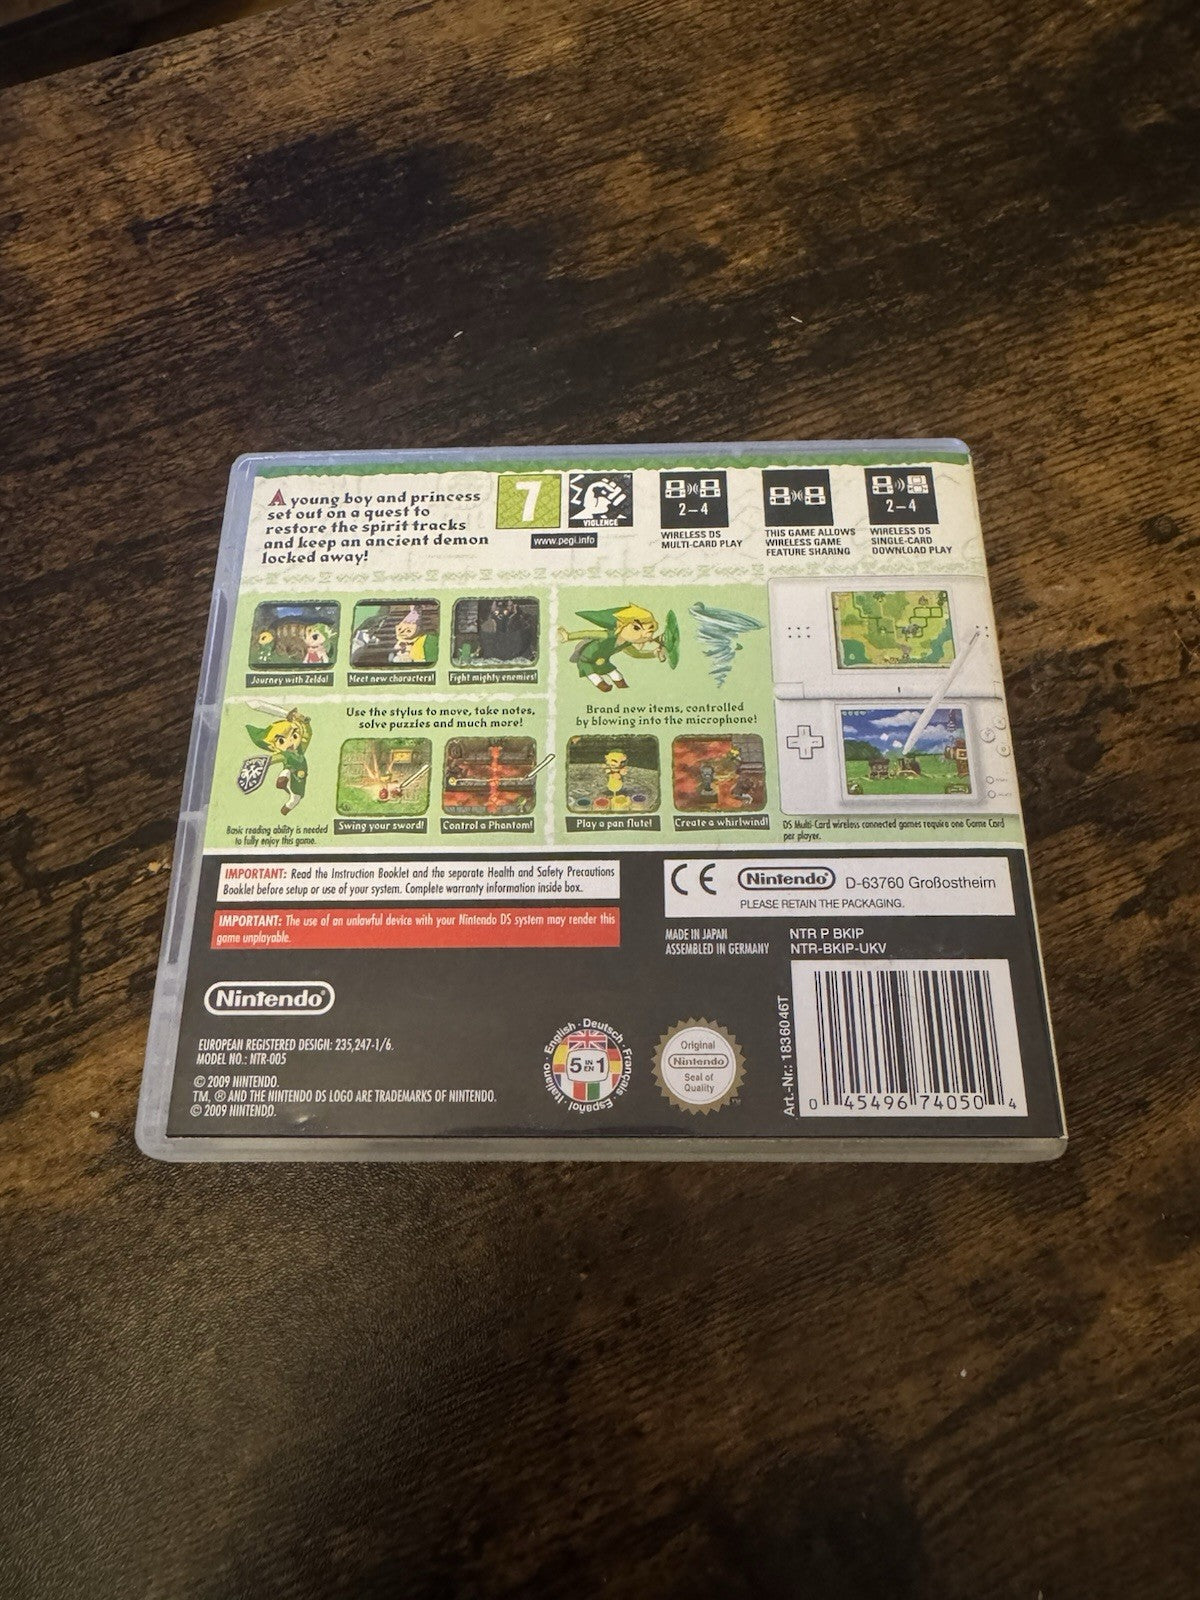 A young boy and princess
set out on a quest to
restore the spirit tracks
and keep an ancient demon
locked away!
7
VIOLENCE
www.pegi.info
2–4
WIRELESS DS
MULTI-CARD PLAY
THIS GAME ALLOWS
WIRELESS GAME
FEATURE SHARING
2–4
WIRELESS DS
SINGLE-CARD
DOWNLOAD PLAY
Journey with Zelda!
Meet new characters!
Fight mighty enemies!
Use the stylus to move, take notes,
solve puzzles and much more!
Swing your sword!
Control a Phantom!
Basic reading ability is needed
to fully enjoy this game.
Brand new items, controlled
by blowing into the microphone!
Play a pan flute!
Create a whirlwind!
DS Multi-Card wireless connected games require one Game Card
per player.
IMPORTANT: Read the Instruction Booklet and the separate Health and Safety Precautions
Booklet before setup or use of your system. Complete warranty information inside box.
IMPORTANT: The use of an unlawful device with your Nintendo DS system may render this
game unplayable.
CE
Nintendo
D-63760 Großostheim
PLEASE RETAIN THE PACKAGING.
MADE IN JAPAN
ASSEMBLED IN GERMANY
NTR P BKIP
NTR-BKIP-UKV
Nintendo
EUROPEAN REGISTERED DESIGN: 235,247-1/6.
MODEL NO.: NTR-005
© 2009 NINTENDO.
TM, ® AND THE NINTENDO DS LOGO ARE TRADEMARKS OF NINTENDO.
© 2009 NINTENDO.
English · Deutsch · Français · Español · Italiano ·
5 IN EN 1
Original
Nintendo
Seal of
Quality
Art.-Nr.: 1836046T
0 45496 74050 4